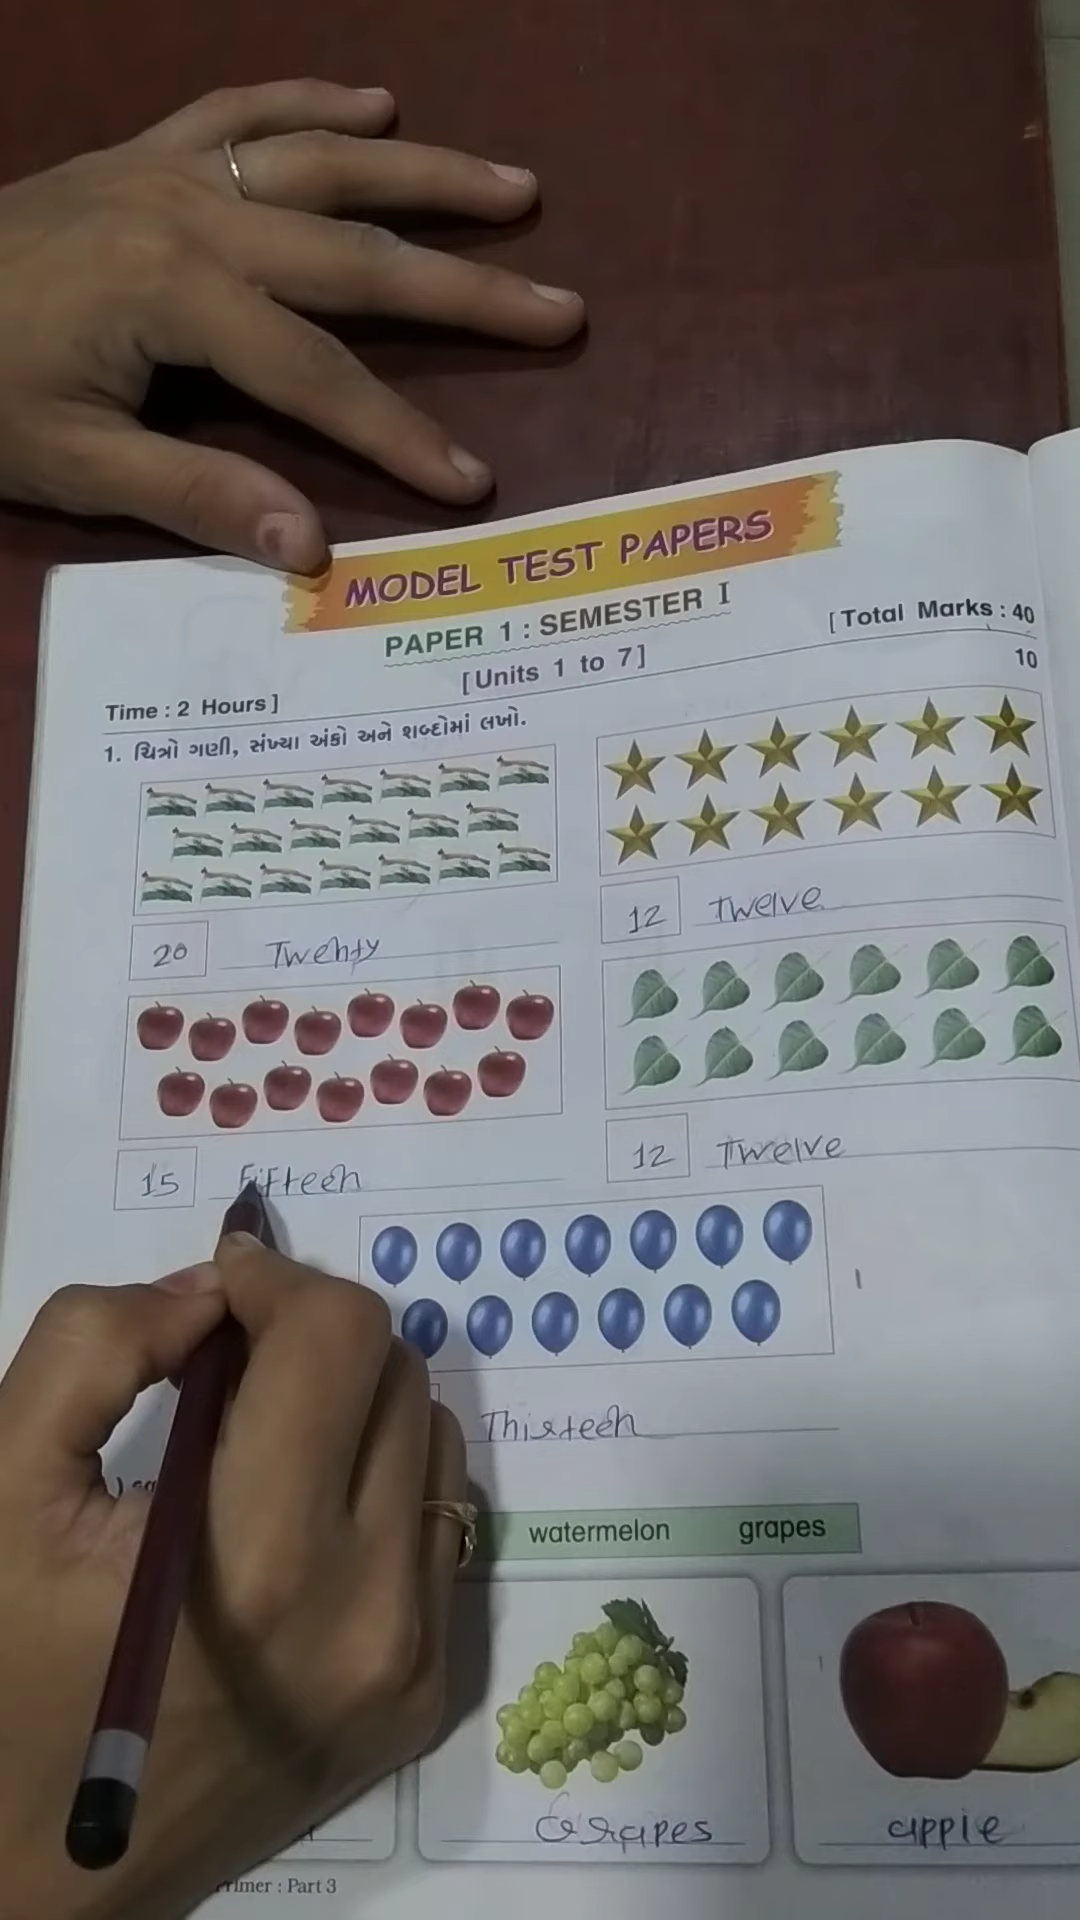 MODEL TEST PAPERS
PAPER 1 : SEMESTER I
[Units 1 to 7]
[Total Marks : 40
Time : 2 Hours]
10
1. ચિત્રો ગણી, સંખ્યા અંકો અને શબ્દોમાં લખો.
20 Twenty
12 Twelve
15 Fifteen
12 Twelve
Thirteen
watermelon grapes
Grapes
apple
Primer : Part 3